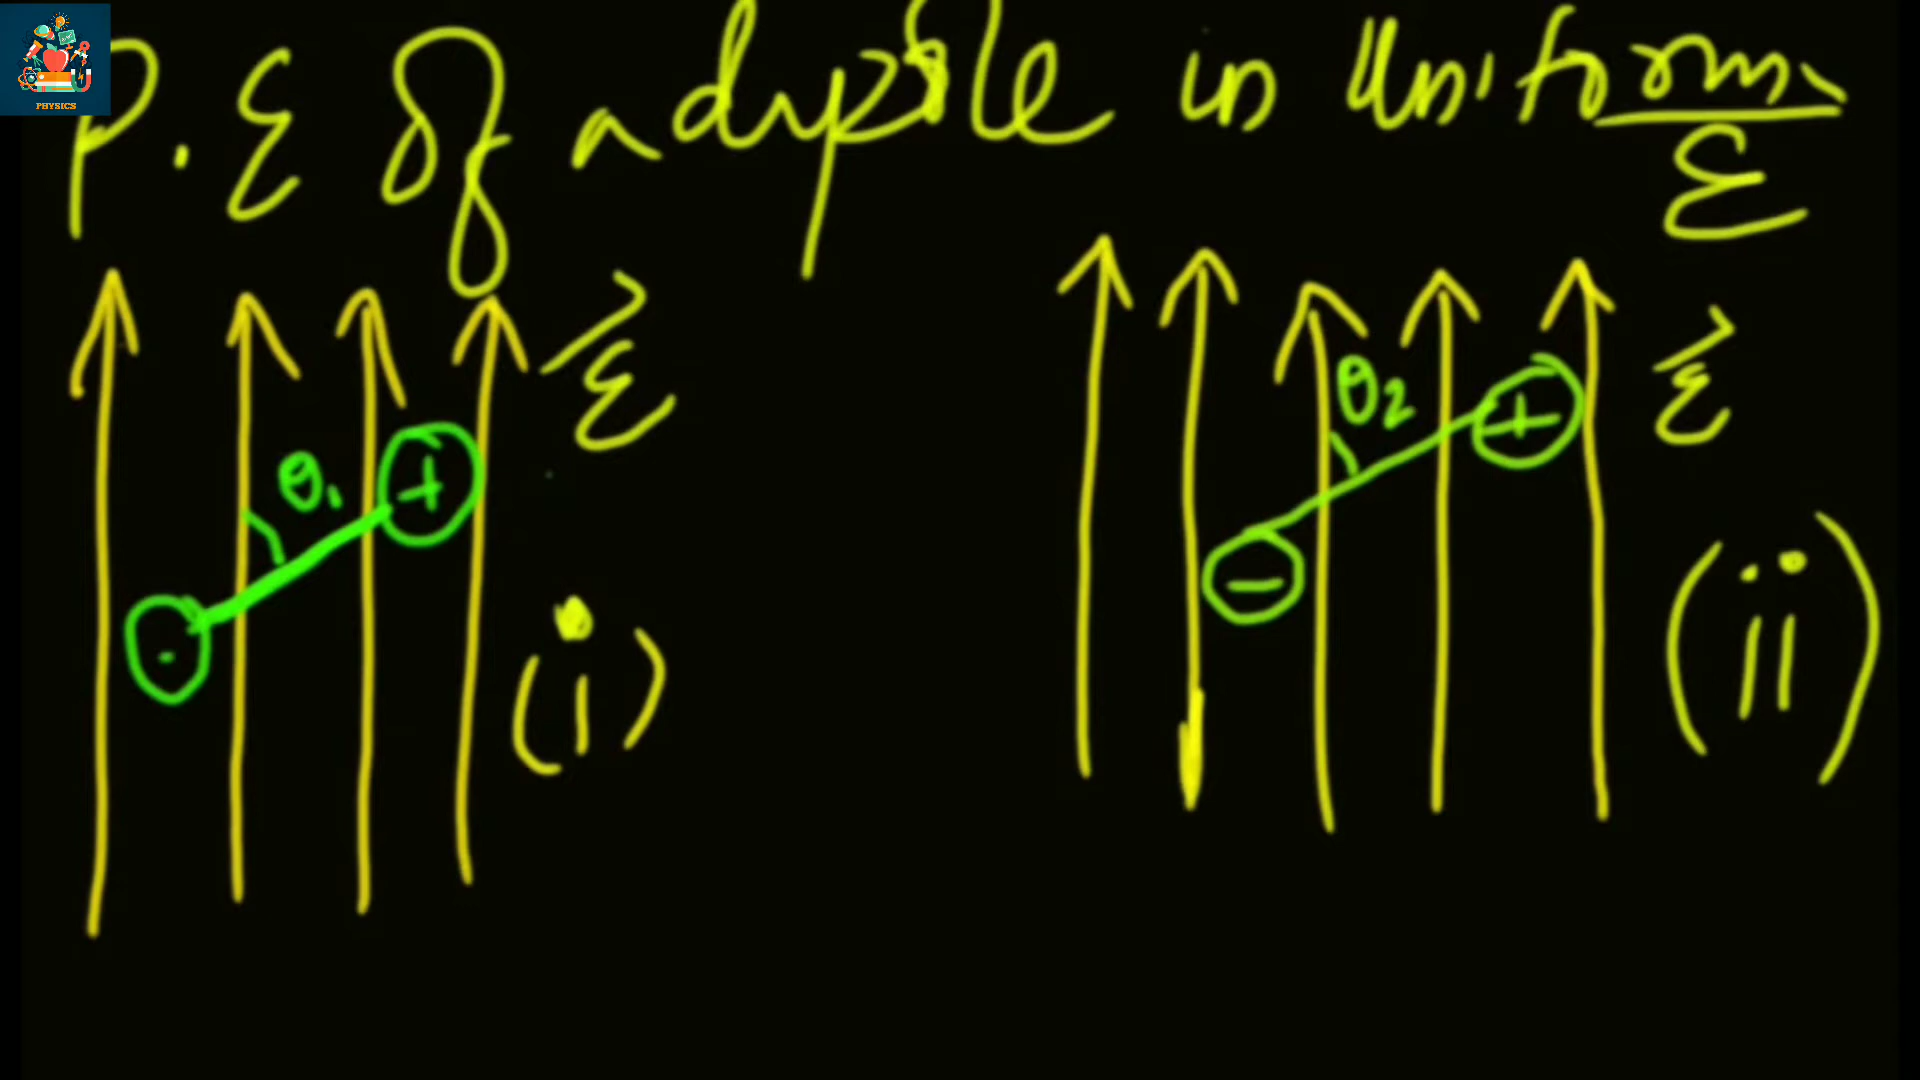 PHYSICS
P.E of a dipole in Uniform
E
E
E
θ1
+
-
(i)
θ2
+
-
(ii)